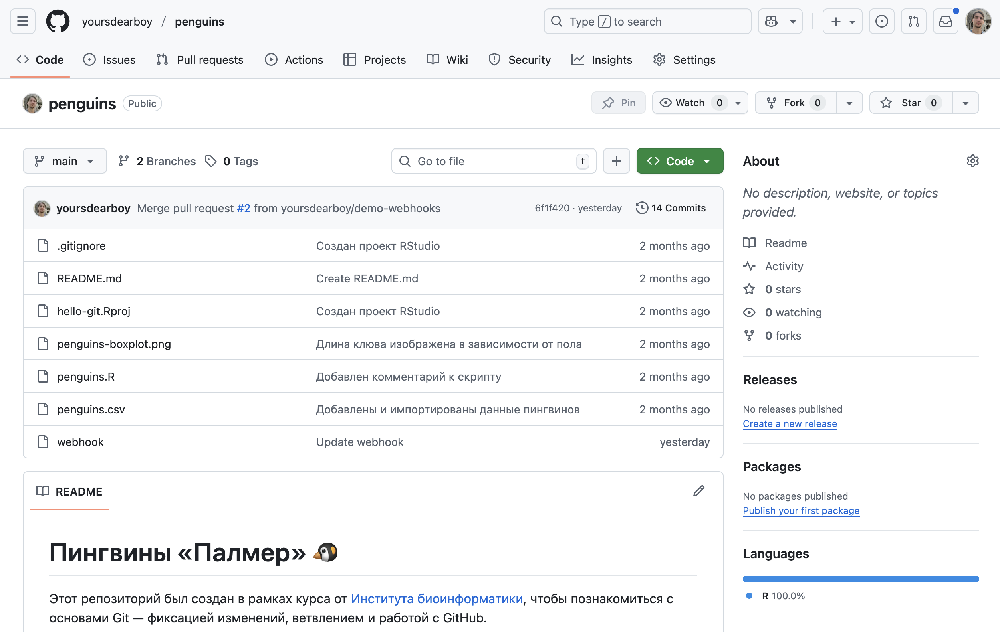 yoursdearboy / penguins
Type / to search
Code Issues Pull requests Actions Projects Wiki Security Insights Settings
penguins Public
Pin Watch 0 Fork 0 Star 0
main 2 Branches 0 Tags
Go to file t
Code
yoursdearboy Merge pull request #2 from yoursdearboy/demo-webhooks 6f1f420 · yesterday 14 Commits
.gitignore Создан проект RStudio 2 months ago
README.md Create README.md 2 months ago
hello-git.Rproj Создан проект RStudio 2 months ago
penguins-boxplot.png Длина клюва изображена в зависимости от пола 2 months ago
penguins.R Добавлен комментарий к скрипту 2 months ago
penguins.csv Добавлены и импортированы данные пингвинов 2 months ago
webhook Update webhook yesterday
README
Пингвины «Палмер» 🐧
Этот репозиторий был создан в рамках курса от Института биоинформатики, чтобы познакомиться с
основами Git — фиксацией изменений, ветвлением и работой с GitHub.
About
No description, website, or topics
provided.
Readme
Activity
0 stars
0 watching
0 forks
Releases
No releases published
Create a new release
Packages
No packages published
Publish your first package
Languages
R 100.0%